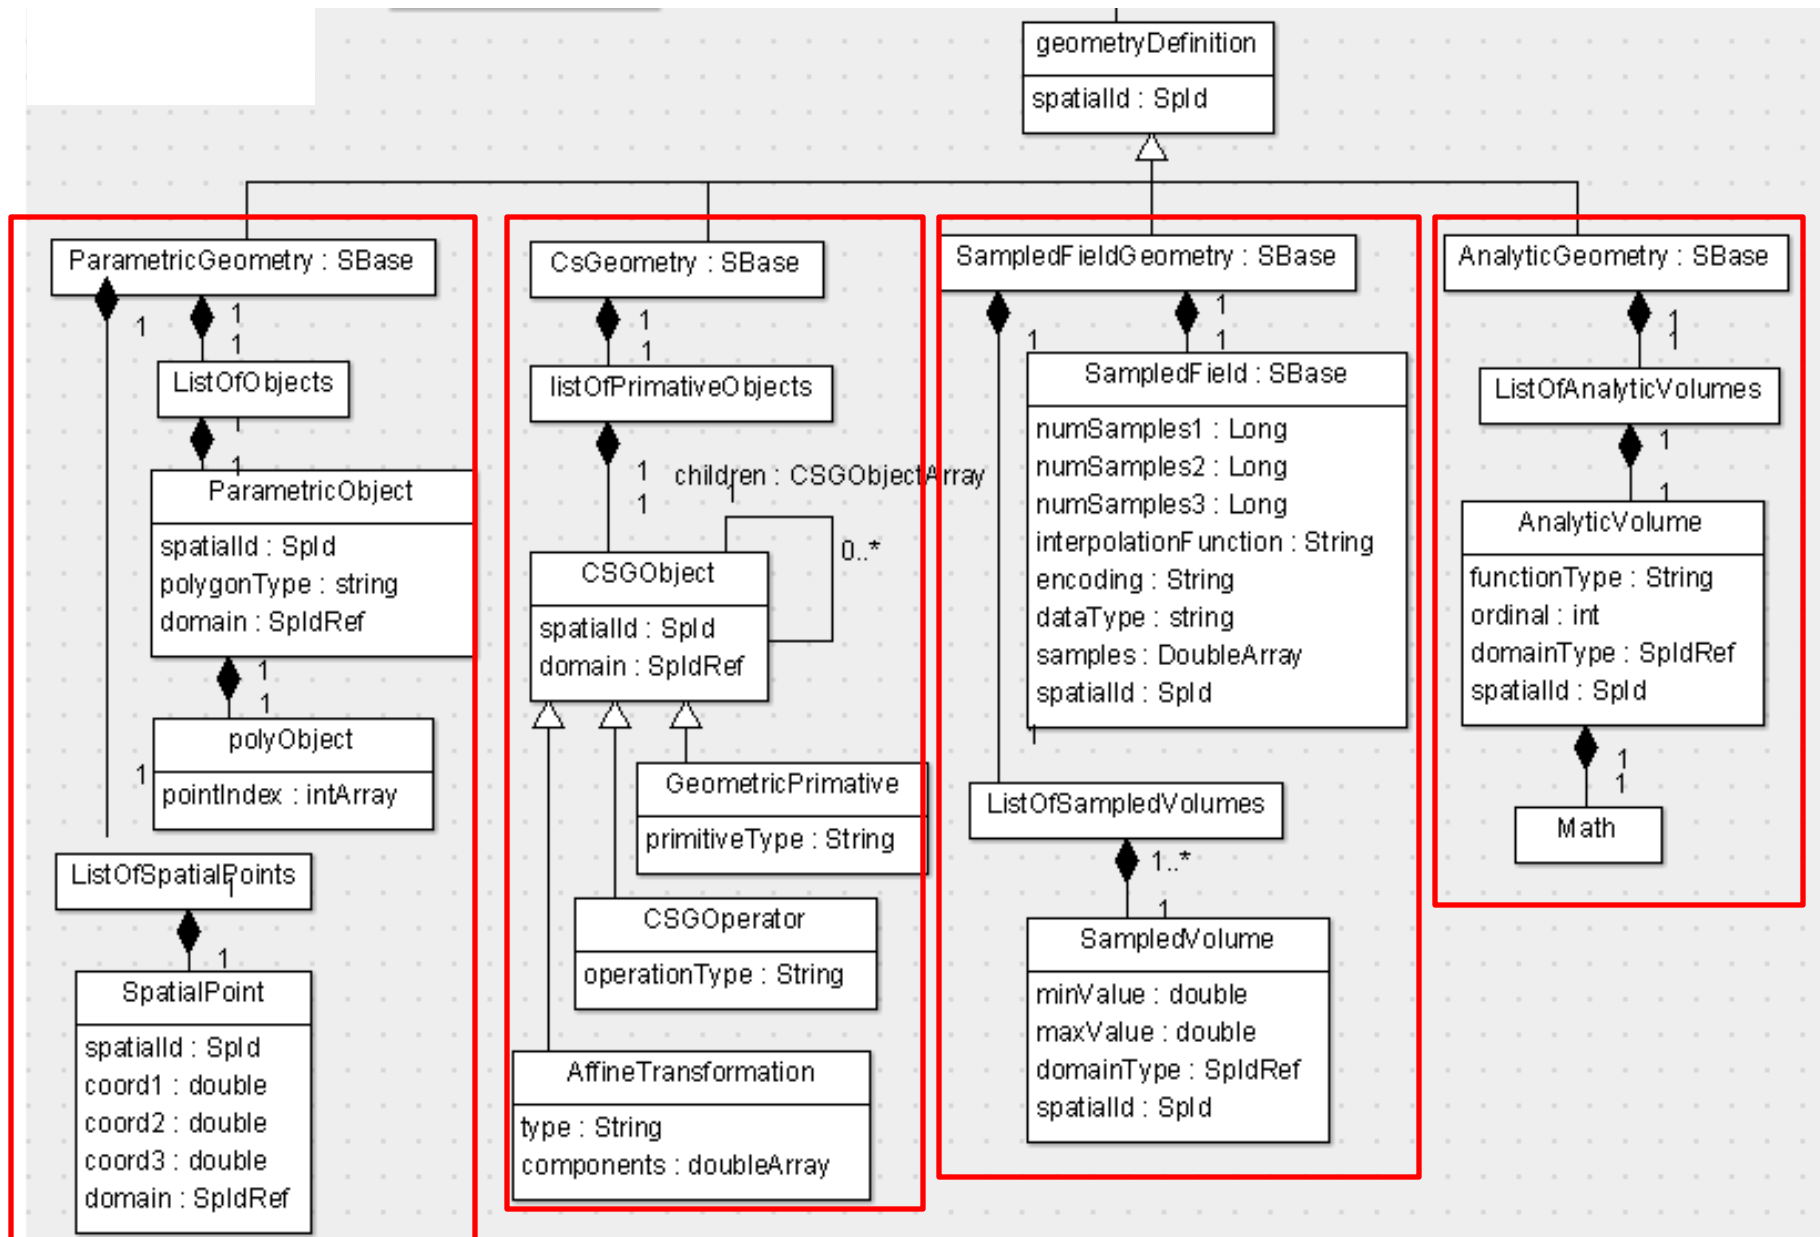 geometryDefinition
spatialId : SpId
ParametricGeometry : SBase
1
1
1
ListOfObjects
1
1
ParametricObject
spatialId : SpId
polygonType : string
domain : SpIdRef
1
1
polyObject
pointIndex : intArray
1
ListOfSpatialPoints
1
1
SpatialPoint
spatialId : SpId
coord1 : double
coord2 : double
coord3 : double
domain : SpIdRef
CsGeometry : SBase
1
1
listOfPrimativeObjects
1
1
children : CSGObjectArray
1
0..*
CSGObject
spatialId : SpId
domain : SpIdRef
GeometricPrimative
primitiveType : String
CSGOperator
operationType : String
AffineTransformation
type : String
components : doubleArray
SampledFieldGeometry : SBase
1
1
1
SampledField : SBase
numSamples1 : Long
numSamples2 : Long
numSamples3 : Long
interpolationFunction : String
encoding : String
dataType : string
samples : DoubleArray
spatialId : SpId
1
ListOfSampledVolumes
1..*
1
SampledVolume
minValue : double
maxValue : double
domainType : SpIdRef
spatialId : SpId
AnalyticGeometry : SBase
1
1
ListOfAnalyticVolumes
1
1
AnalyticVolume
functionType : String
ordinal : int
domainType : SpIdRef
spatialId : SpId
1
1
Math